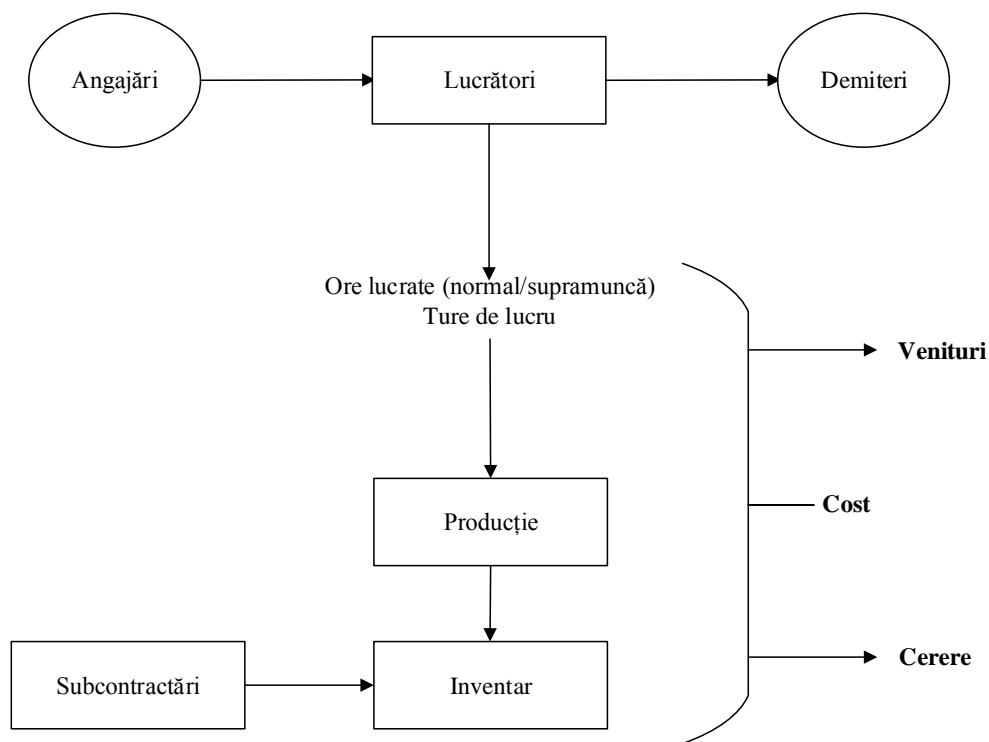 Angajări
Lucrători
Demiteri
Ore lucrate (normal/supramuncă)
Ture de lucru
Venituri
Producție
Cost
Subcontractări
Inventar
Cerere